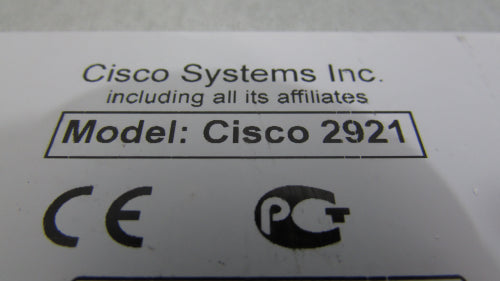 Cisco Systems Inc.
including all its affiliates
Model: Cisco 2921
CE
PCT